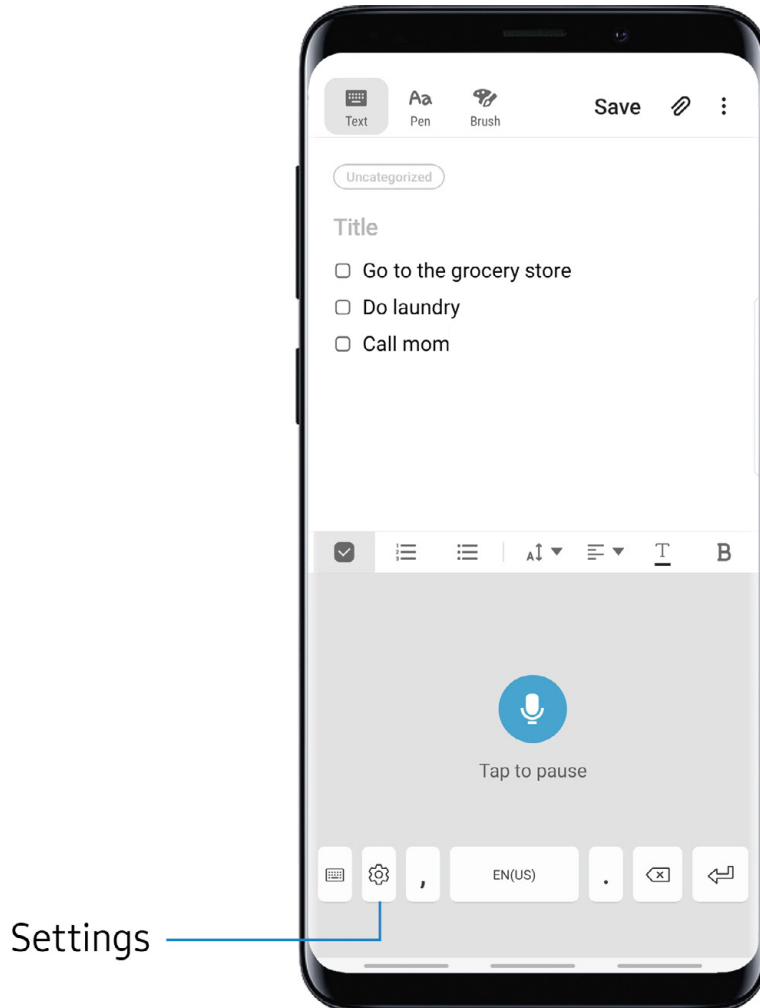 Text
Aa
Pen
Brush
Save
Uncategorized
Title
Go to the grocery store
Do laundry
Call mom
A
T
B
Tap to pause
,
EN(US)
.
Settings